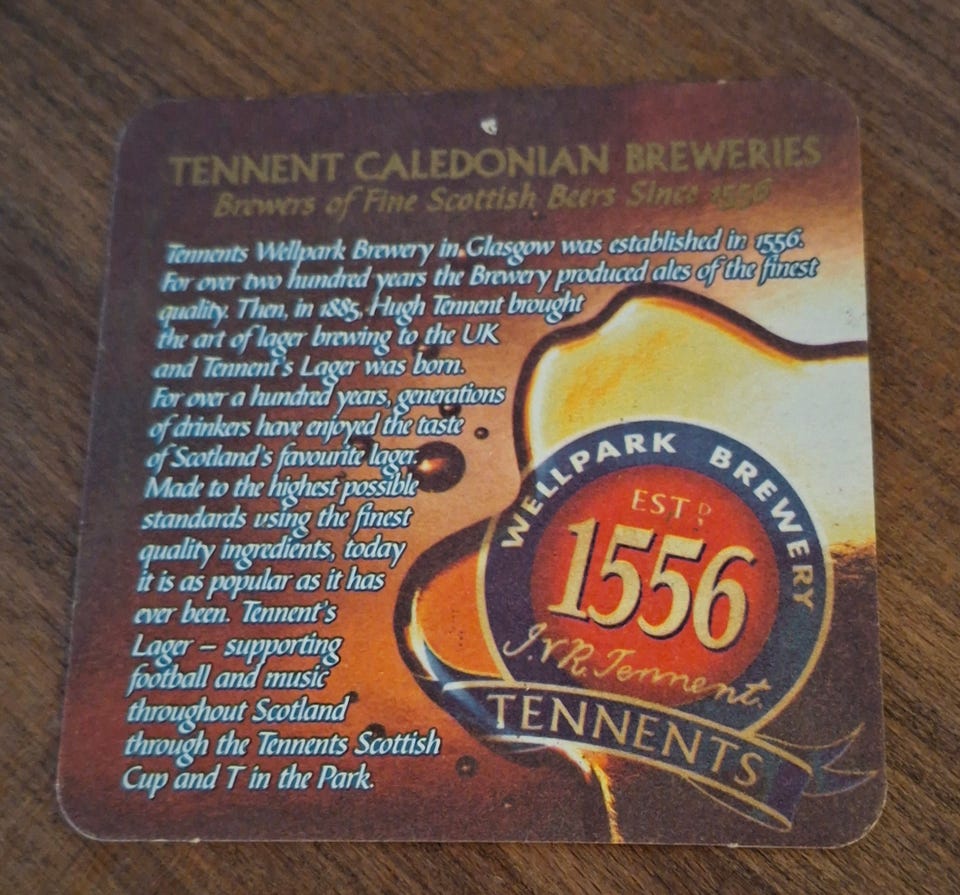 TENNENT CALEDONIAN BREWERIES
Brewers of Fine Scottish Beers Since 1556
Tennents Wellpark Brewery in Glasgow was established in 1556.
For over two hundred years the Brewery produced ales of the finest
quality. Then, in 1885, Hugh Tennent brought
the art of lager brewing to the UK
and Tennent's Lager was born.
For over a hundred years, generations
of drinkers have enjoyed the taste
of Scotland's favourite lager.
Made to the highest possible
standards using the finest
quality ingredients, today
it is as popular as it has
ever been. Tennent's
Lager – supporting
football and music
throughout Scotland
through the Tennents Scottish
Cup and T in the Park.
WELLPARK BREWERY
ESTD
1556
J.&R. Tennent.
TENNENTS